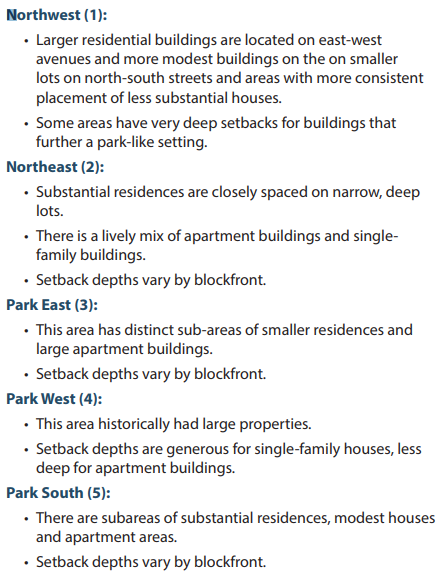 Northwest (1):
• Larger residential buildings are located on east-west
avenues and more modest buildings on the on smaller
lots on north-south streets and areas with more consistent
placement of less substantial houses.
• Some areas have very deep setbacks for buildings that
further a park-like setting.
Northeast (2):
• Substantial residences are closely spaced on narrow, deep
lots.
• There is a lively mix of apartment buildings and single-
family buildings.
• Setback depths vary by blockfront.
Park East (3):
• This area has distinct sub-areas of smaller residences and
large apartment buildings.
• Setback depths vary by blockfront.
Park West (4):
• This area historically had large properties.
• Setback depths are generous for single-family houses, less
deep for apartment buildings.
Park South (5):
• There are subareas of substantial residences, modest houses
and apartment areas.
• Setback depths vary by blockfront.